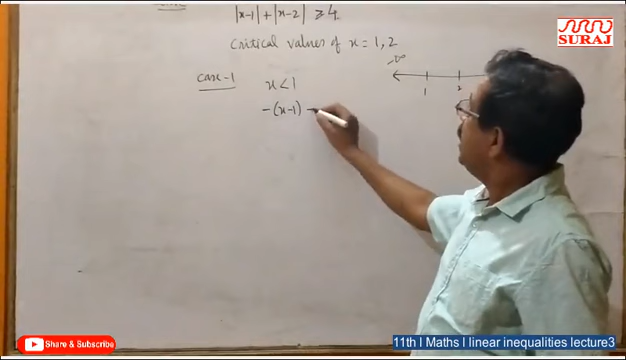 |x-1| + |x-2| ≥ 4.
Critical values of x = 1, 2
-∞
Case-1 x < 1
1 2
-(x-1) -
SURAJ
Share & Subscribe
11th I Maths I linear inequalities lecture3